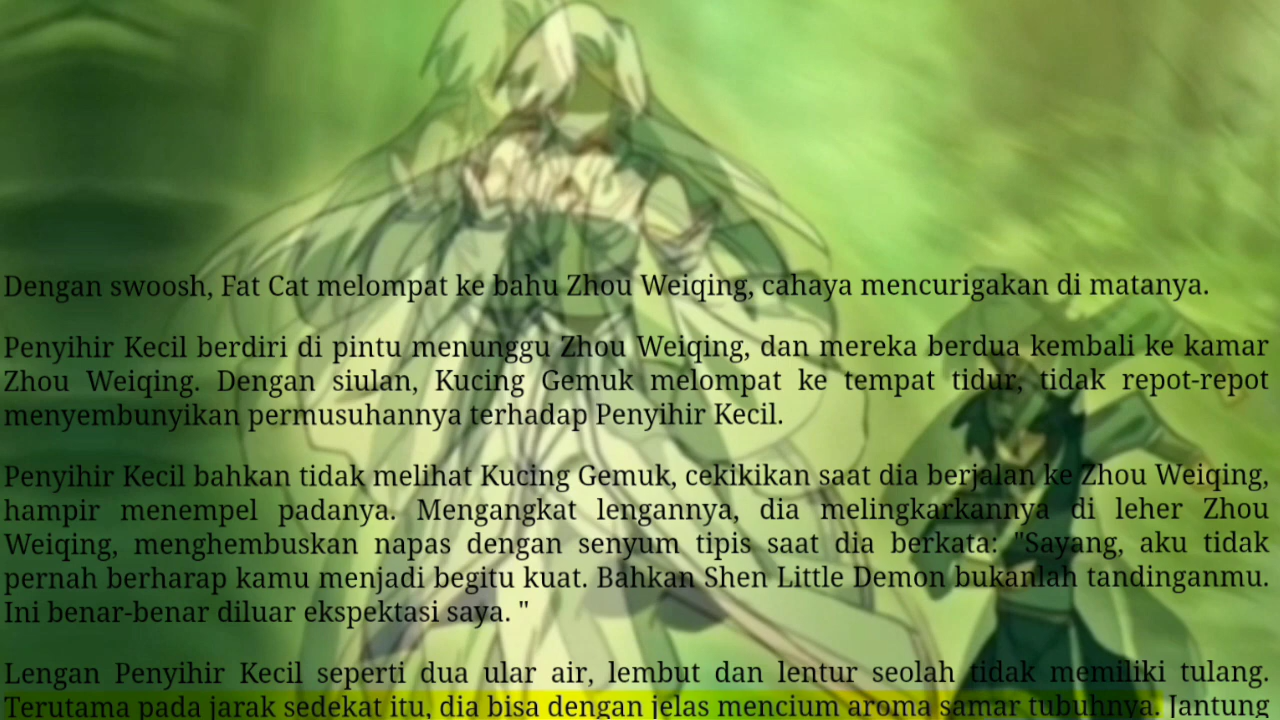 Dengan swoosh, Fat Cat melompat ke bahu Zhou Weiqing, cahaya mencurigakan di matanya.
Penyihir Kecil berdiri di pintu menunggu Zhou Weiqing, dan mereka berdua kembali ke kamar
Zhou Weiqing. Dengan siulan, Kucing Gemuk melompat ke tempat tidur, tidak repot-repot
menyembunyikan permusuhannya terhadap Penyihir Kecil.
Penyihir Kecil bahkan tidak melihat Kucing Gemuk, cekikikan saat dia berjalan ke Zhou Weiqing,
hampir menempel padanya. Mengangkat lengannya, dia melingkarkannya di leher Zhou
Weiqing, menghembuskan napas dengan senyum tipis saat dia berkata: "Sayang, aku tidak
pernah berharap kamu menjadi begitu kuat. Bahkan Shen Little Demon bukanlah tandinganmu.
Ini benar-benar diluar ekspektasi saya. "
Lengan Penyihir Kecil seperti dua ular air, lembut dan lentur seolah tidak memiliki tulang.
Terutama pada jarak sedekat itu, dia bisa dengan jelas mencium aroma samar tubuhnya. Jantung